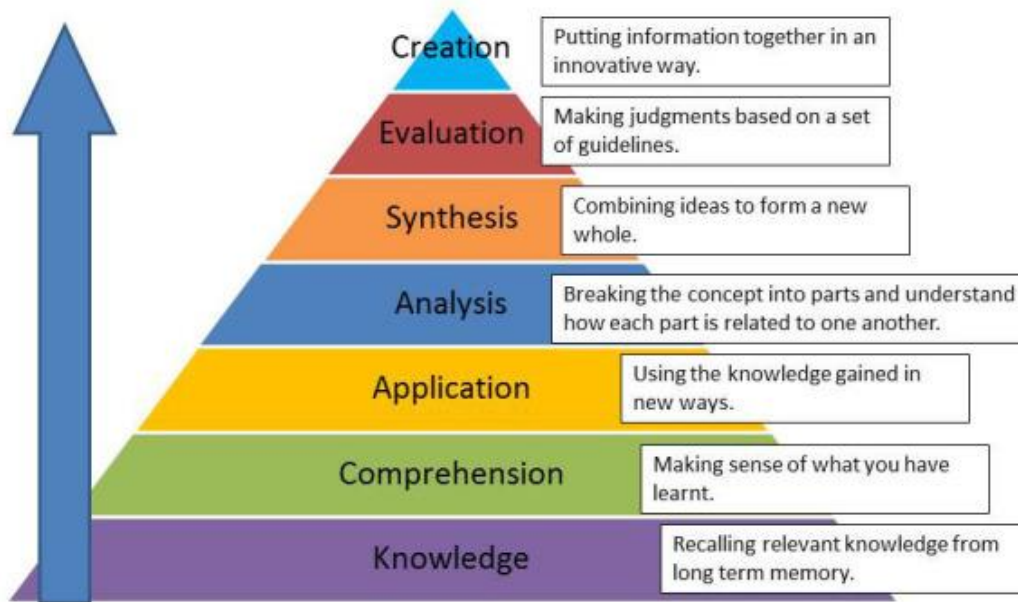 Creation
Putting information together in an
innovative way.
Evaluation
Making judgments based on a set
of guidelines.
Synthesis
Combining ideas to form a new
whole.
Analysis
Breaking the concept into parts and understand
how each part is related to one another.
Application
Using the knowledge gained in
new ways.
Comprehension
Making sense of what you have
learnt.
Knowledge
Recalling relevant knowledge from
long term memory.